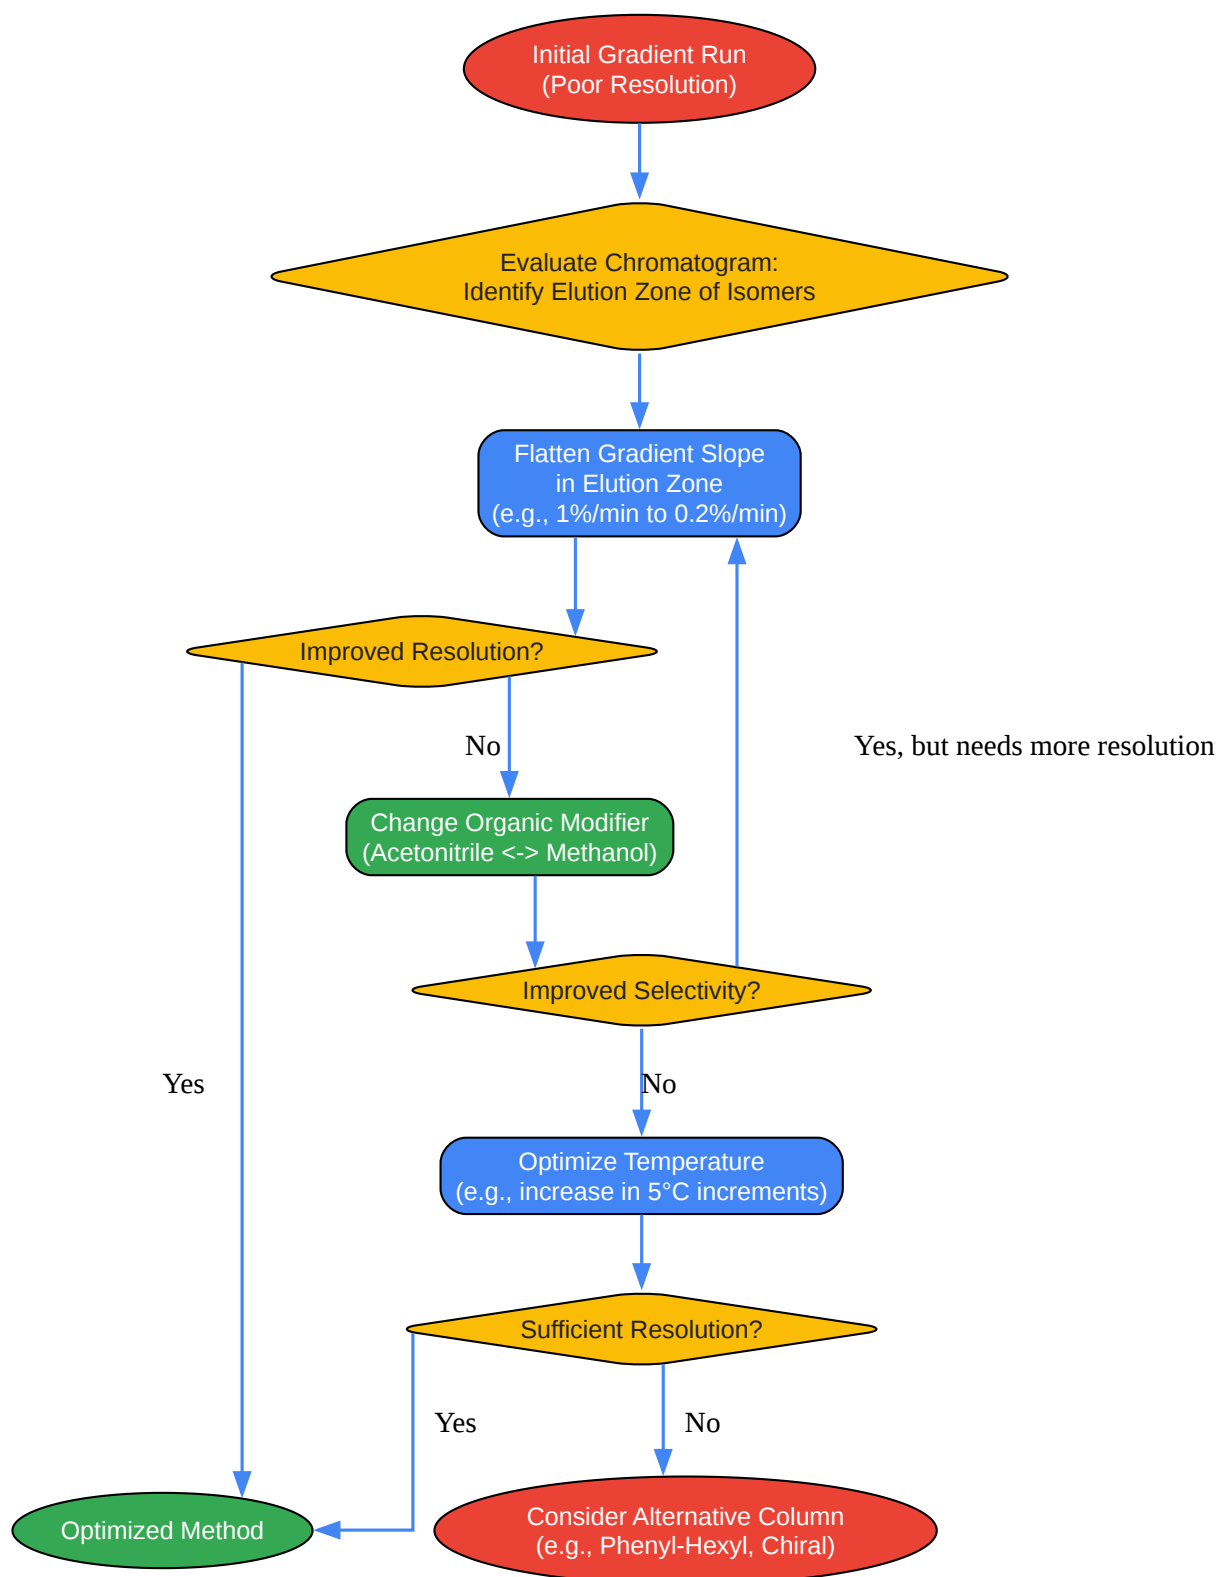 Initial Gradient Run
(Poor Resolution)
Evaluate Chromatogram:
Identify Elution Zone of Isomers
Flatten Gradient Slope
in Elution Zone
(e.g., 1%/min to 0.2%/min)
Improved Resolution?
No
Yes, but needs more resolution
Change Organic Modifier
(Acetonitrile <-> Methanol)
Improved Selectivity?
Yes
No
Optimize Temperature
(e.g., increase in 5°C increments)
Sufficient Resolution?
Yes
No
Optimized Method
Consider Alternative Column
(e.g., Phenyl-Hexyl, Chiral)